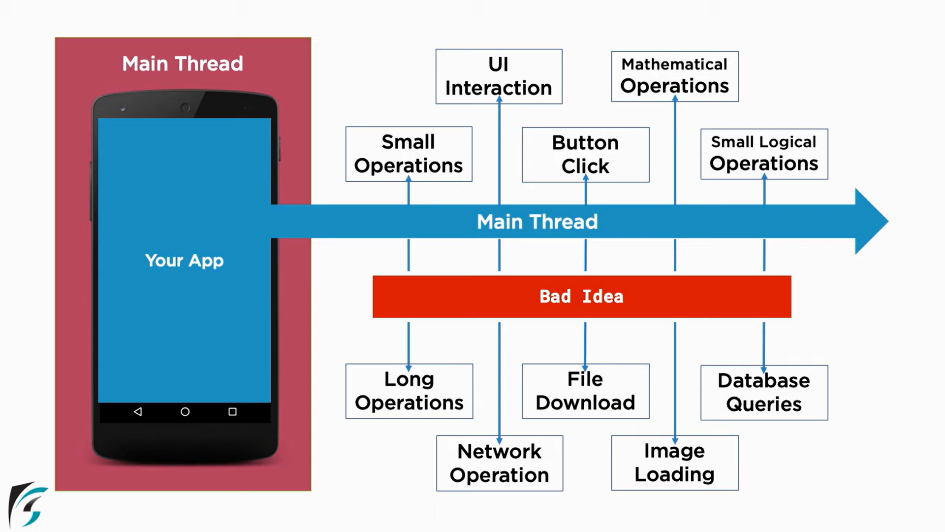 Main Thread
Your App
UI
Interaction
Mathematical
Operations
Small
Operations
Button
Click
Small Logical
Operations
Main Thread
Bad Idea
Long
Operations
File
Download
Database
Queries
Network
Operation
Image
Loading